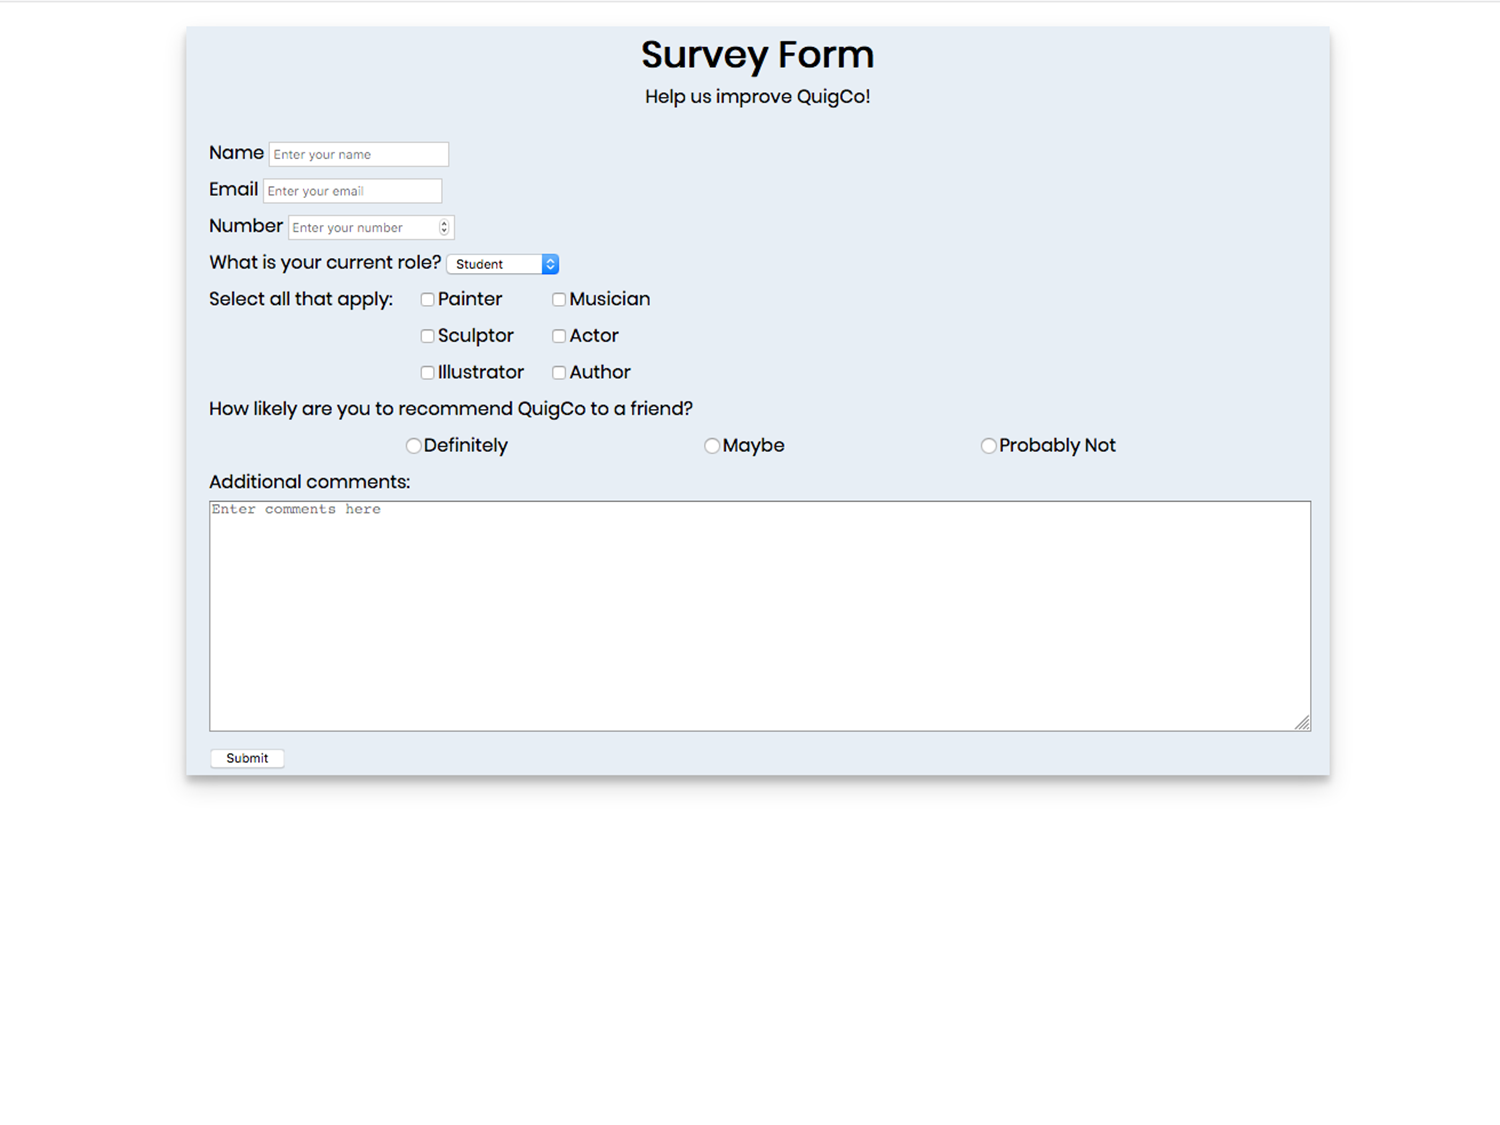 Survey Form
Help us improve QuigCo!
Name Enter your name
Email Enter your email
Number Enter your number
What is your current role? Student
Select all that apply: Painter Musician
Sculptor Actor
Illustrator Author
How likely are you to recommend QuigCo to a friend?
Definitely Maybe Probably Not
Additional comments:
Enter comments here
Submit